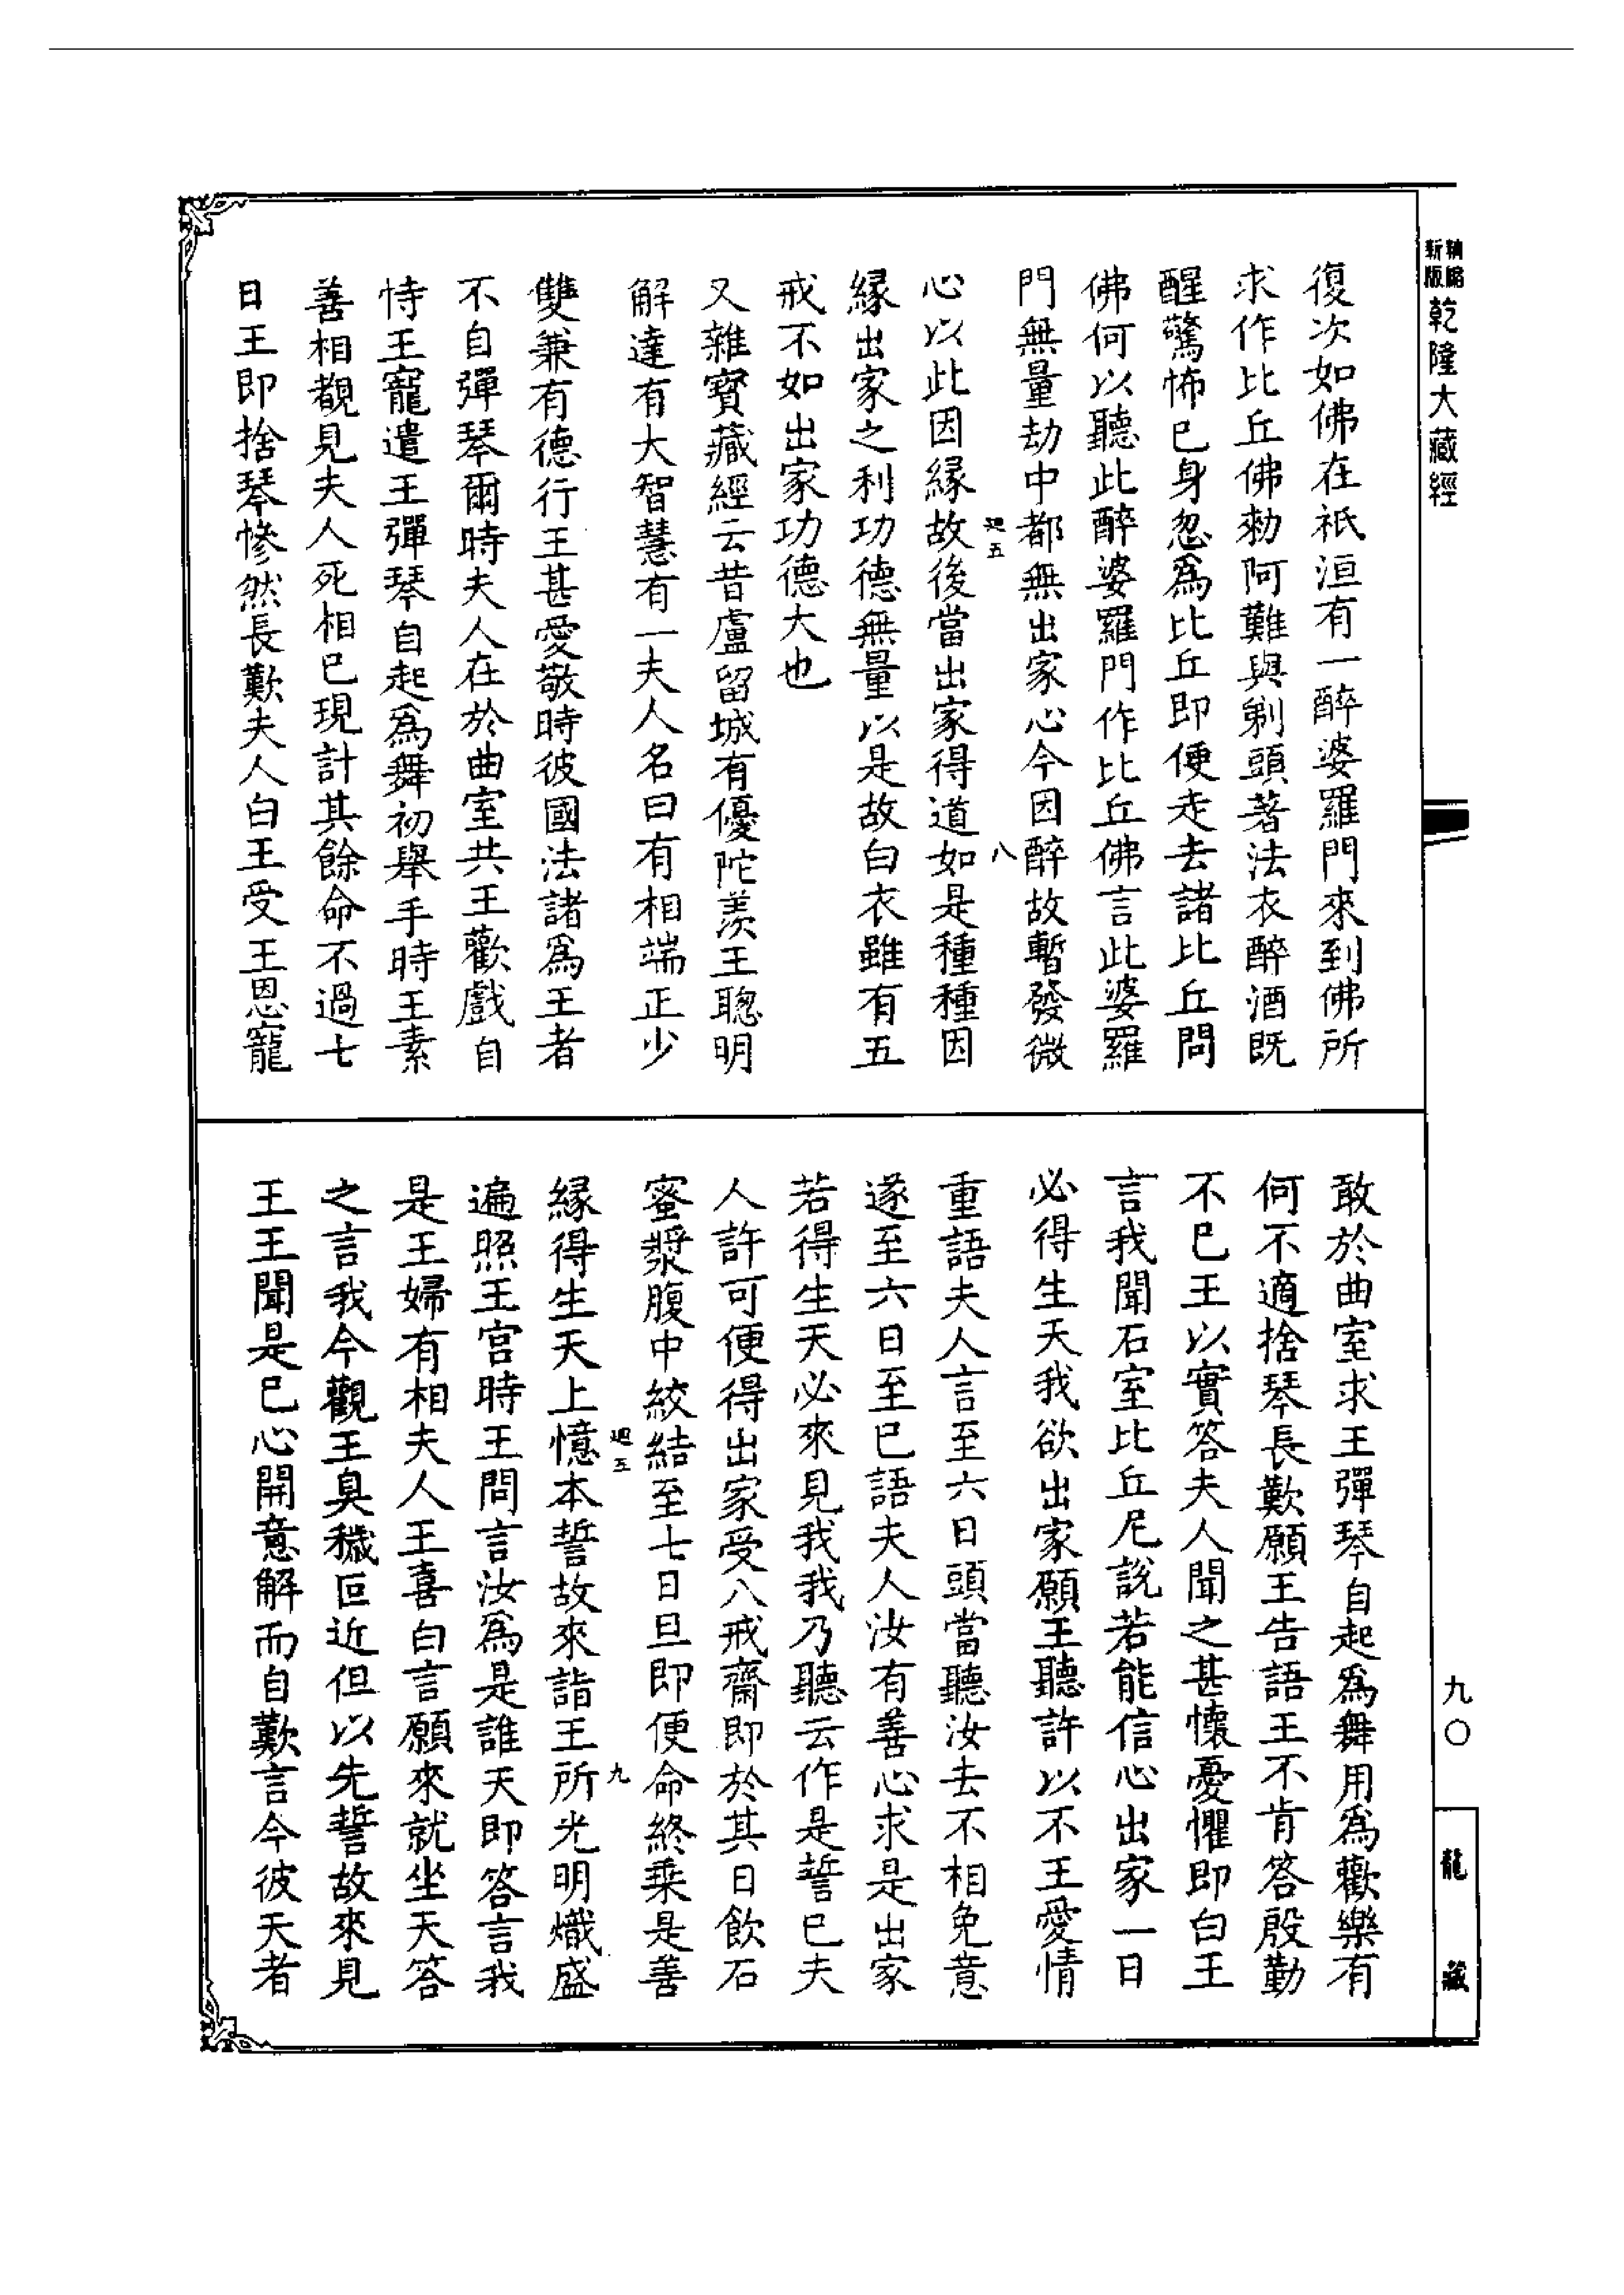 精縮
新版
乾隆大藏經
復次如佛在祇洹有一醉婆羅門來到佛所
求作比丘佛勑阿難與剃頭著法衣醉酒既
醒驚怖已身忽爲比丘即便走去諸比丘問
佛何以聽此醉婆羅門作比丘佛言此婆羅
門無量劫中都無出家心今因醉故暫發微
廻五
八
心以此因緣故後當出家得道如是種種因
緣出家之利功德無量以是故白衣雖有五
戒不如出家功德大也
又雜寶藏經云昔盧留城有優陀羨王聰明
解達有大智慧有一夫人名曰有相端正少
雙兼有德行王甚愛敬時彼國法諸爲王者
不自彈琴爾時夫人在於曲室共王歡戲自
恃王寵遣王彈琴自起爲舞初舉手時王素
善相覩見夫人死相已現計其餘命不過七
日王即捨琴慘然長歎夫人白王受王恩寵
敢於曲室求王彈琴自起爲舞用爲歡樂有
何不適捨琴長歎願王告語王不肯答殷勤
不已王以實答夫人聞之甚懷憂懼即白王
言我聞石室比丘尼說若能信心出家一日
必得生天我欲出家願王聽許以不王愛情
重語夫人言至六日頭當聽汝去不相免意
遂至六日至已語夫人汝有善心求是出家
若得生天必來見我我乃聽云作是誓已夫
人許可便得出家受八戒齋即於其日飲石
蜜漿腹中絞結至七日旦即便命終乘是善
廻五
九
緣得生天上憶本誓故來詣王所光明熾盛
遍照王宮時王問言汝爲是誰天即答言我
是王婦有相夫人王喜白言願來就坐天答
之言我今觀王臭穢叵近但以先誓故來見
王王聞是已心開意解而自歎言今彼天者
九〇
龍藏